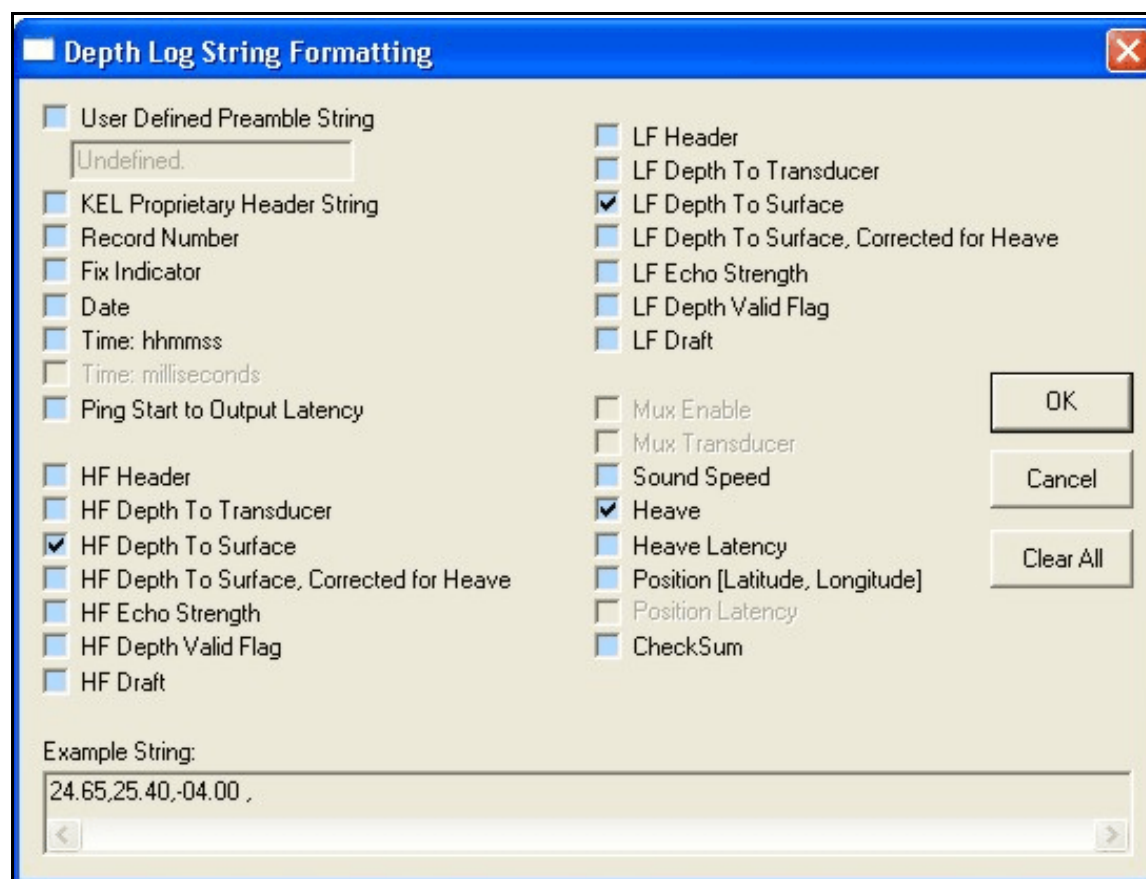 Depth Log String Formatting
User Defined Preamble String
Undefined.
KEL Proprietary Header String
Record Number
Fix Indicator
Date
Time: hhmmss
Time: milliseconds
Ping Start to Output Latency
HF Header
HF Depth To Transducer
HF Depth To Surface
HF Depth To Surface, Corrected for Heave
HF Echo Strength
HF Depth Valid Flag
HF Draft
LF Header
LF Depth To Transducer
LF Depth To Surface
LF Depth To Surface, Corrected for Heave
LF Echo Strength
LF Depth Valid Flag
LF Draft
Mux Enable
Mux Transducer
Sound Speed
Heave
Heave Latency
Position [Latitude, Longitude]
Position Latency
CheckSum
OK
Cancel
Clear All
Example String:
24.65,25.40,-04.00 ,